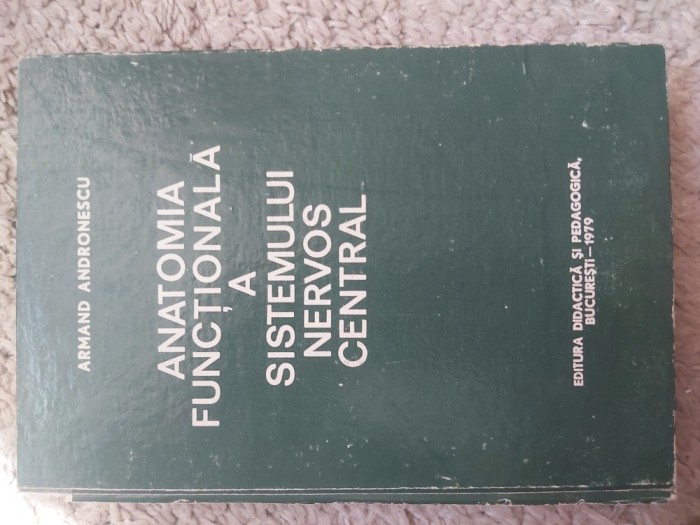 ARMAND ANDRONESCU
ANATOMIA
FUNCȚIONALĂ
A
SISTEMULUI
NERVOS
CENTRAL
EDITURA DIDACTICĂ ȘI PEDAGOGICĂ,
BUCUREȘTI—1979